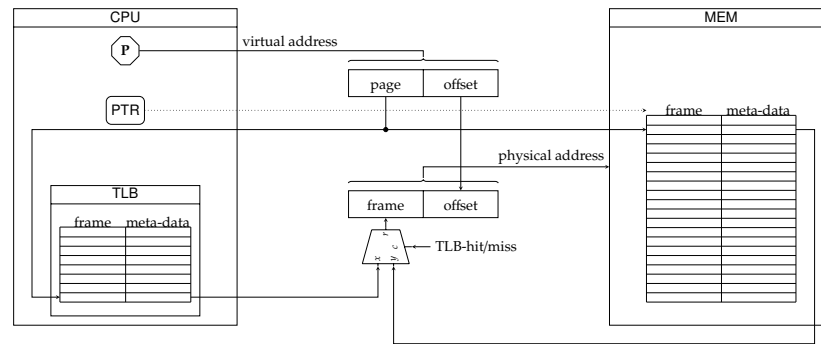 CPU
MEM
P
virtual address
page
offset
PTR
frame
meta-data
physical address
TLB
frame
offset
frame
meta-data
r
c
TLB-hit/miss
x
y